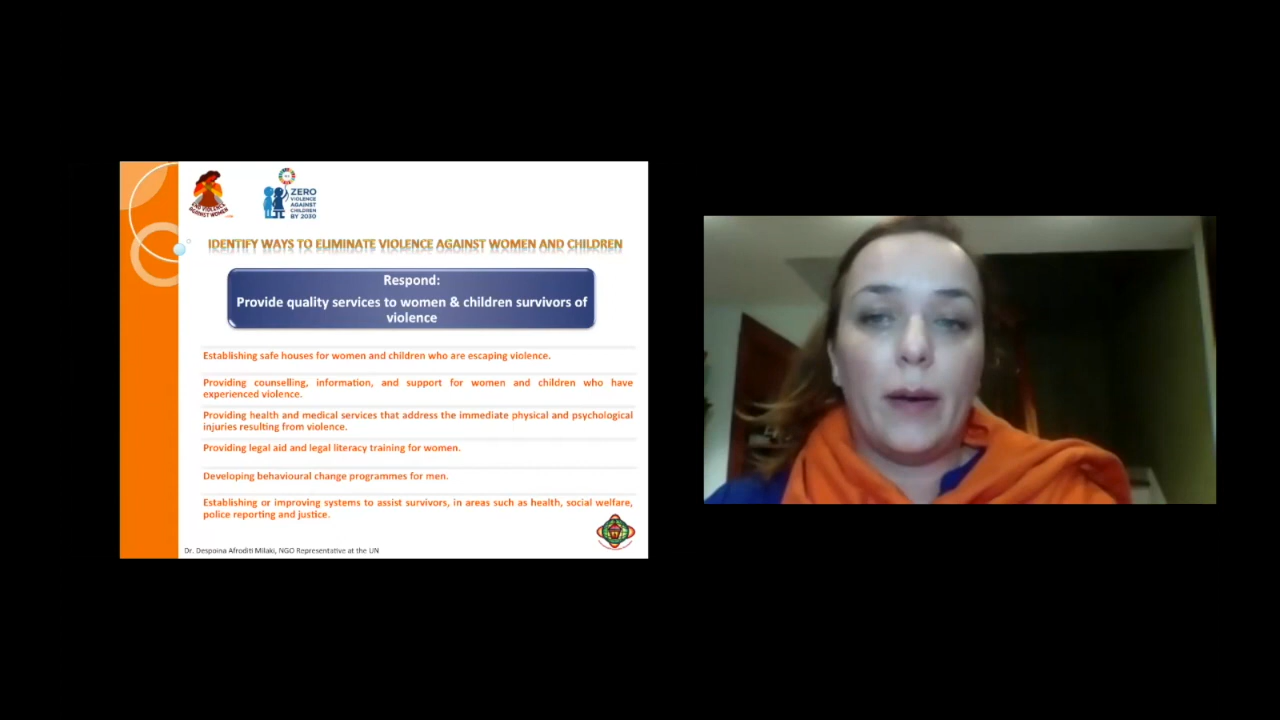 END VIOLENCE
AGAINST WOMEN
ZERO
VIOLENCE
AGAINST
CHILDREN
BY 2030
IDENTIFY WAYS TO ELIMINATE VIOLENCE AGAINST WOMEN AND CHILDREN
Respond:
Provide quality services to women & children survivors of
violence
Establishing safe houses for women and children who are escaping violence.
Providing counselling, information, and support for women and children who have
experienced violence.
Providing health and medical services that address the immediate physical and psychological
injuries resulting from violence.
Providing legal aid and legal literacy training for women.
Developing behavioural change programmes for men.
Establishing or improving systems to assist survivors, in areas such as health, social welfare,
police reporting and justice.
Dr. Despoina Afroditi Milaki, NGO Representative at the UN